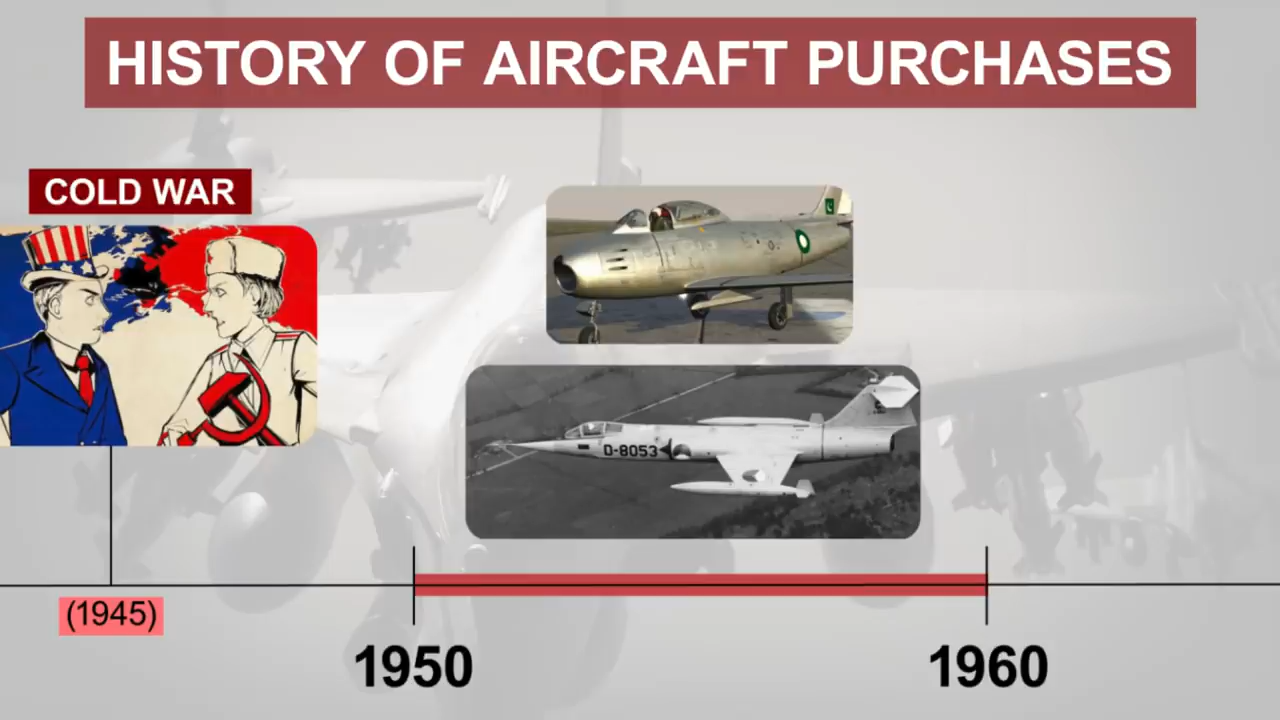 HISTORY OF AIRCRAFT PURCHASES
COLD WAR
D-8053
(1945)
1950
1960